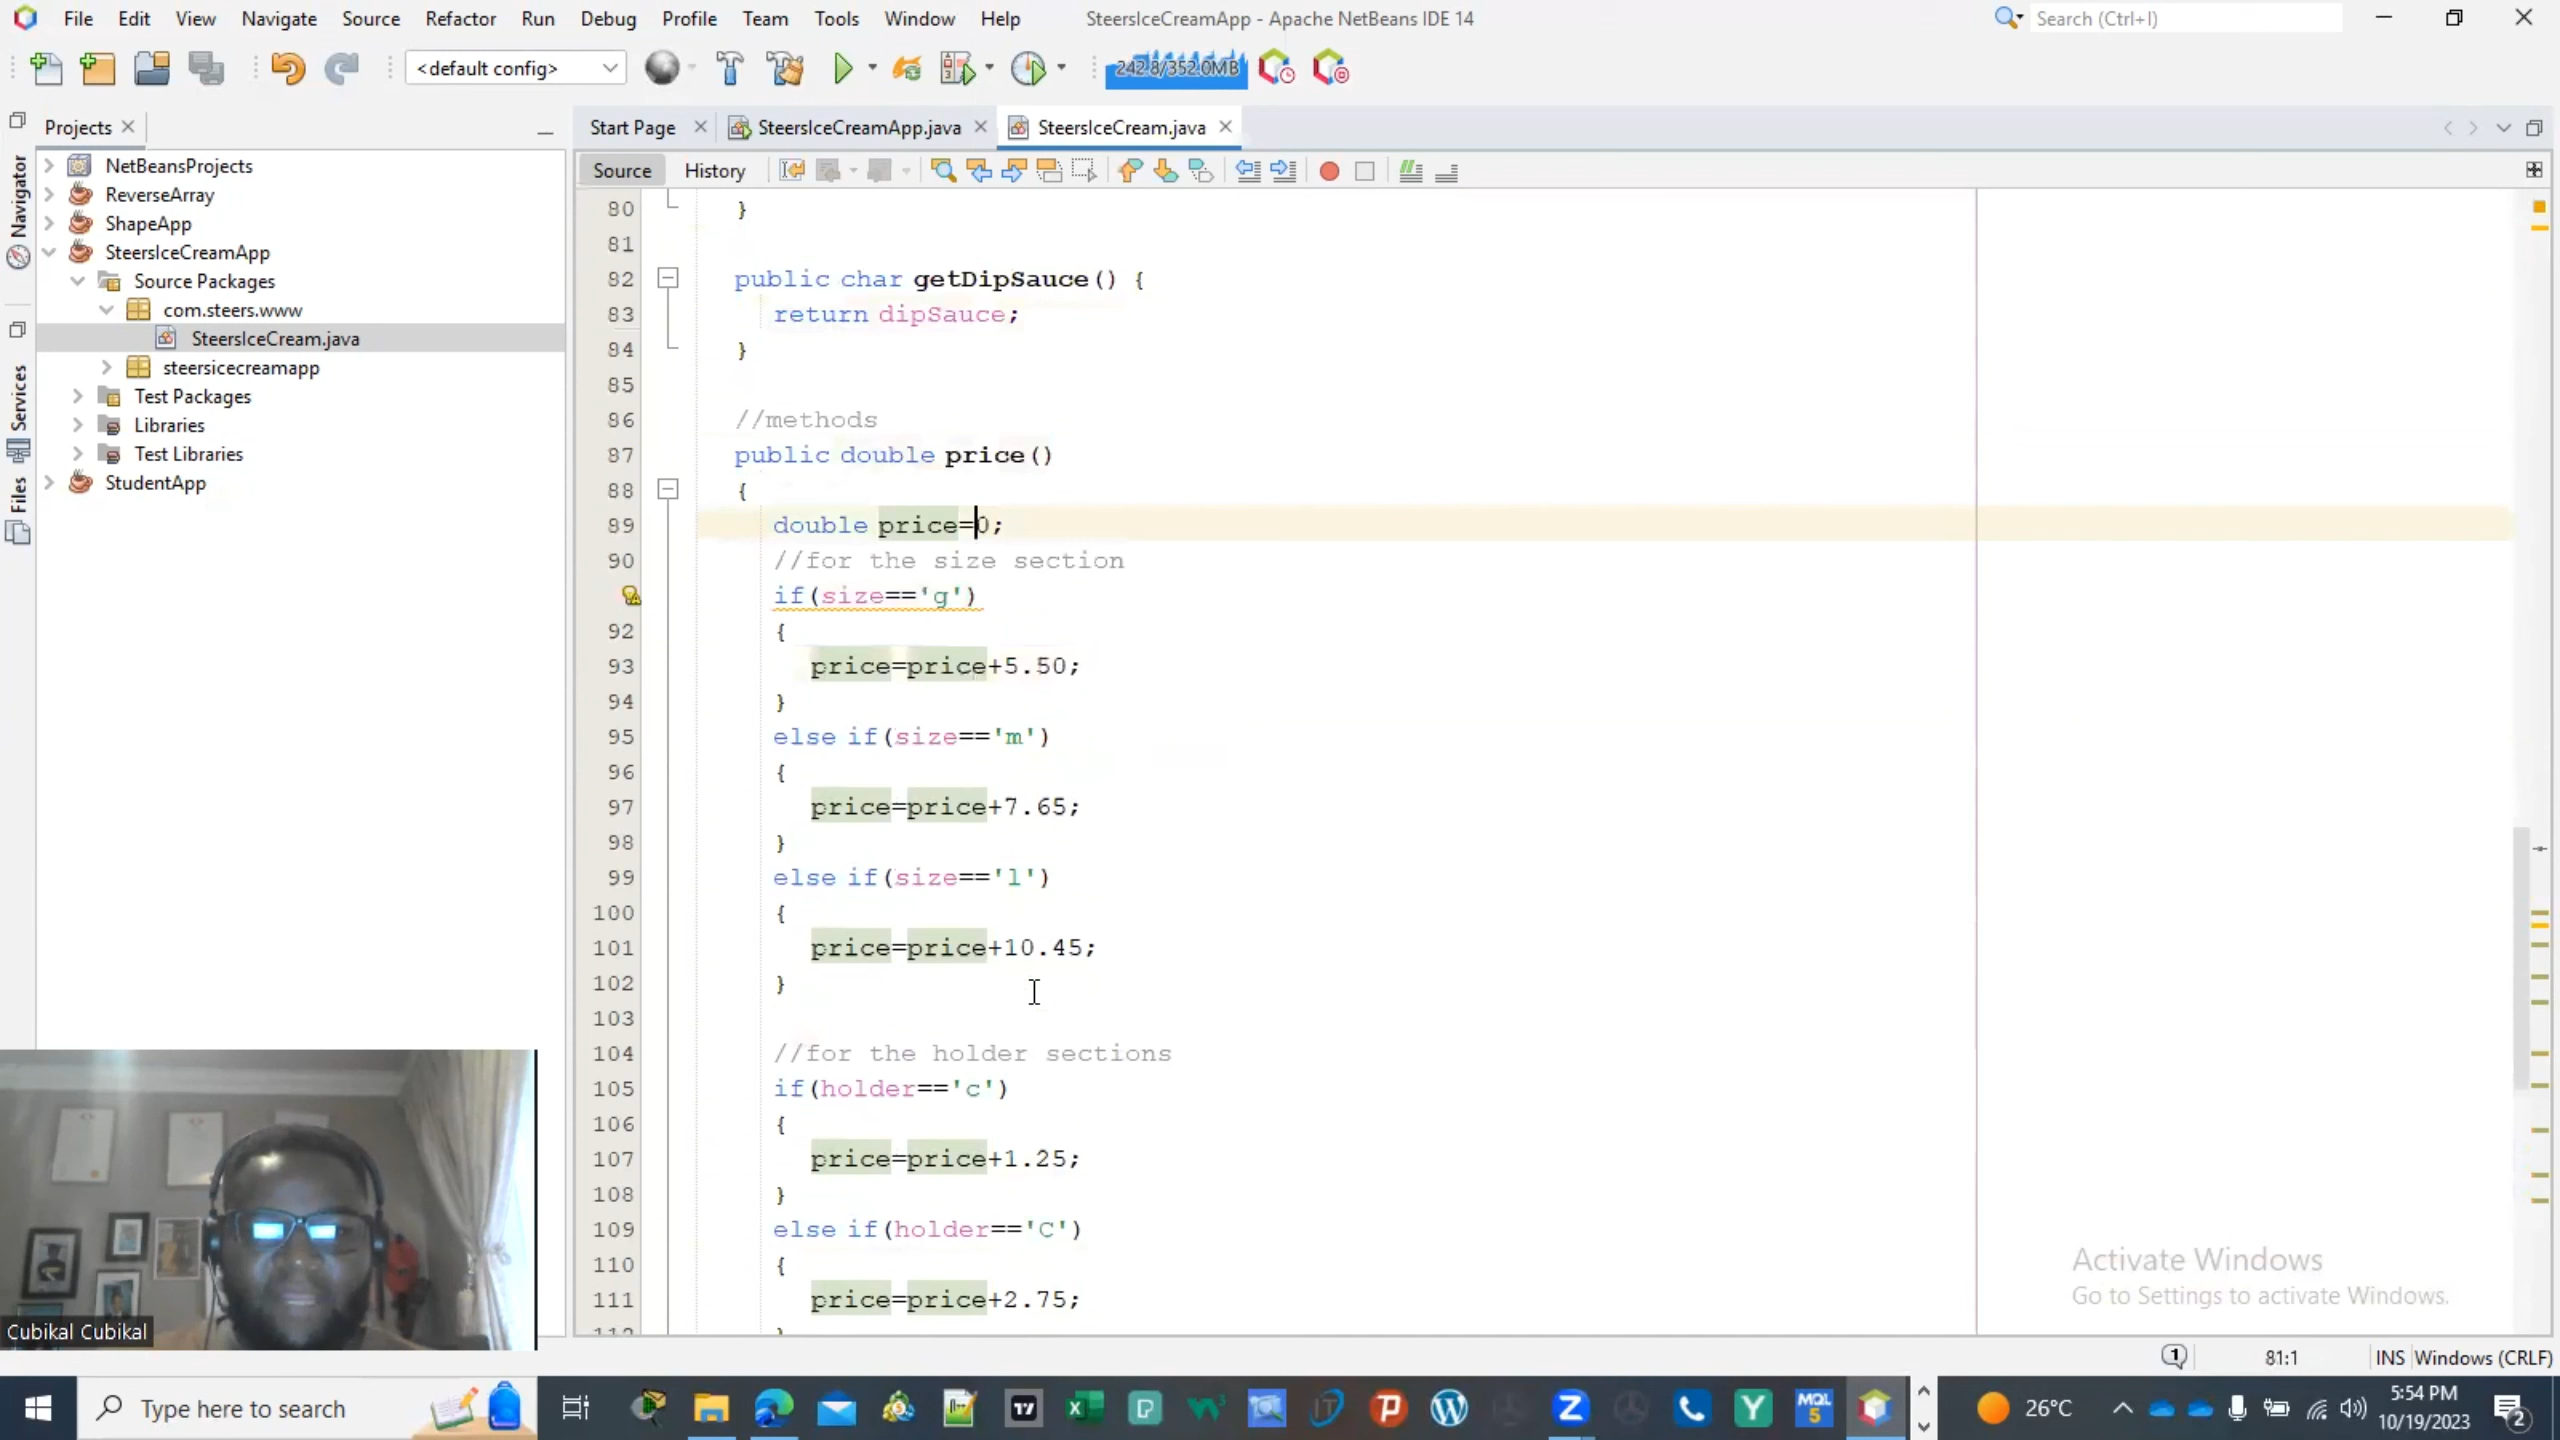 File Edit View Navigate Source Refactor Run Debug Profile Team Tools Window Help
SteersIceCreamApp - Apache NetBeans IDE 14
Search (Ctrl+I)
<default config>
242.8/352.0MB
Projects
Start Page
SteersIceCreamApp.java
SteersIceCream.java
Navigator
Services
Files
NetBeansProjects
ReverseArray
ShapeApp
SteersIceCreamApp
Source Packages
com.steers.www
SteersIceCream.java
steersicecreamapp
Test Packages
Libraries
Test Libraries
StudentApp
Source History
80 }
81
82 public char getDipSauce() {
83 return dipSauce;
84 }
85
86 //methods
87 public double price()
88 {
89 double price=0;
90 //for the size section
if(size=='g')
92 {
93 price=price+5.50;
94 }
95 else if(size=='m')
96 {
97 price=price+7.65;
98 }
99 else if(size=='l')
100 {
101 price=price+10.45;
102 }
103
104 //for the holder sections
105 if(holder=='c')
106 {
107 price=price+1.25;
108 }
109 else if(holder=='C')
110 {
111 price=price+2.75;
Cubikal Cubikal
Activate Windows
Go to Settings to activate Windows.
1
81:1
INS
Windows (CRLF)
Type here to search
26°C
5:54 PM
10/19/2023
2